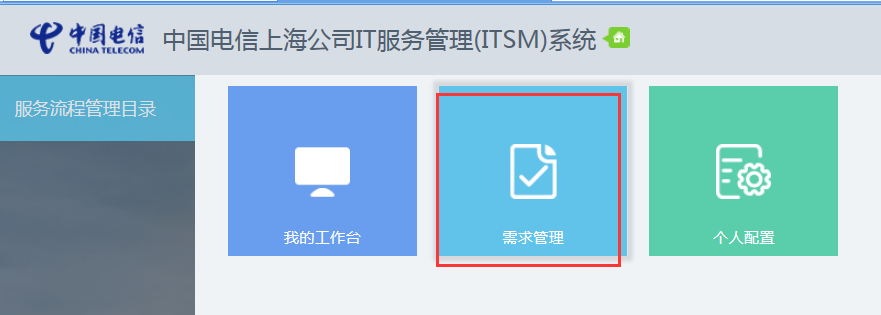 中国电信
CHINA TELECOM
中国电信上海公司IT服务管理(ITSM)系统
服务流程管理目录
我的工作台
需求管理
个人配置